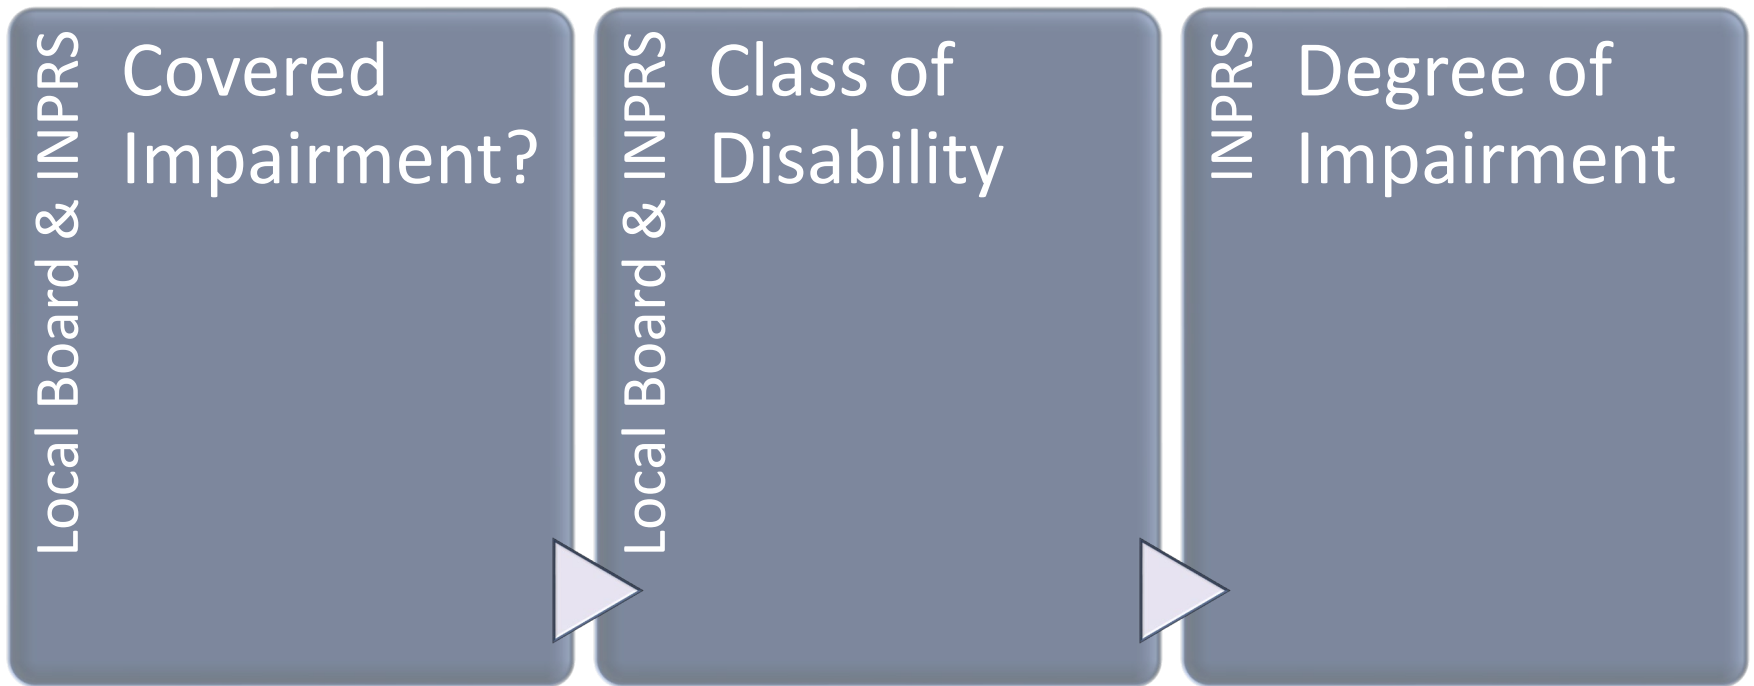 Local Board & INPRS
Covered
Impairment?
Local Board & INPRS
Class of
Disability
INPRS
Degree of
Impairment